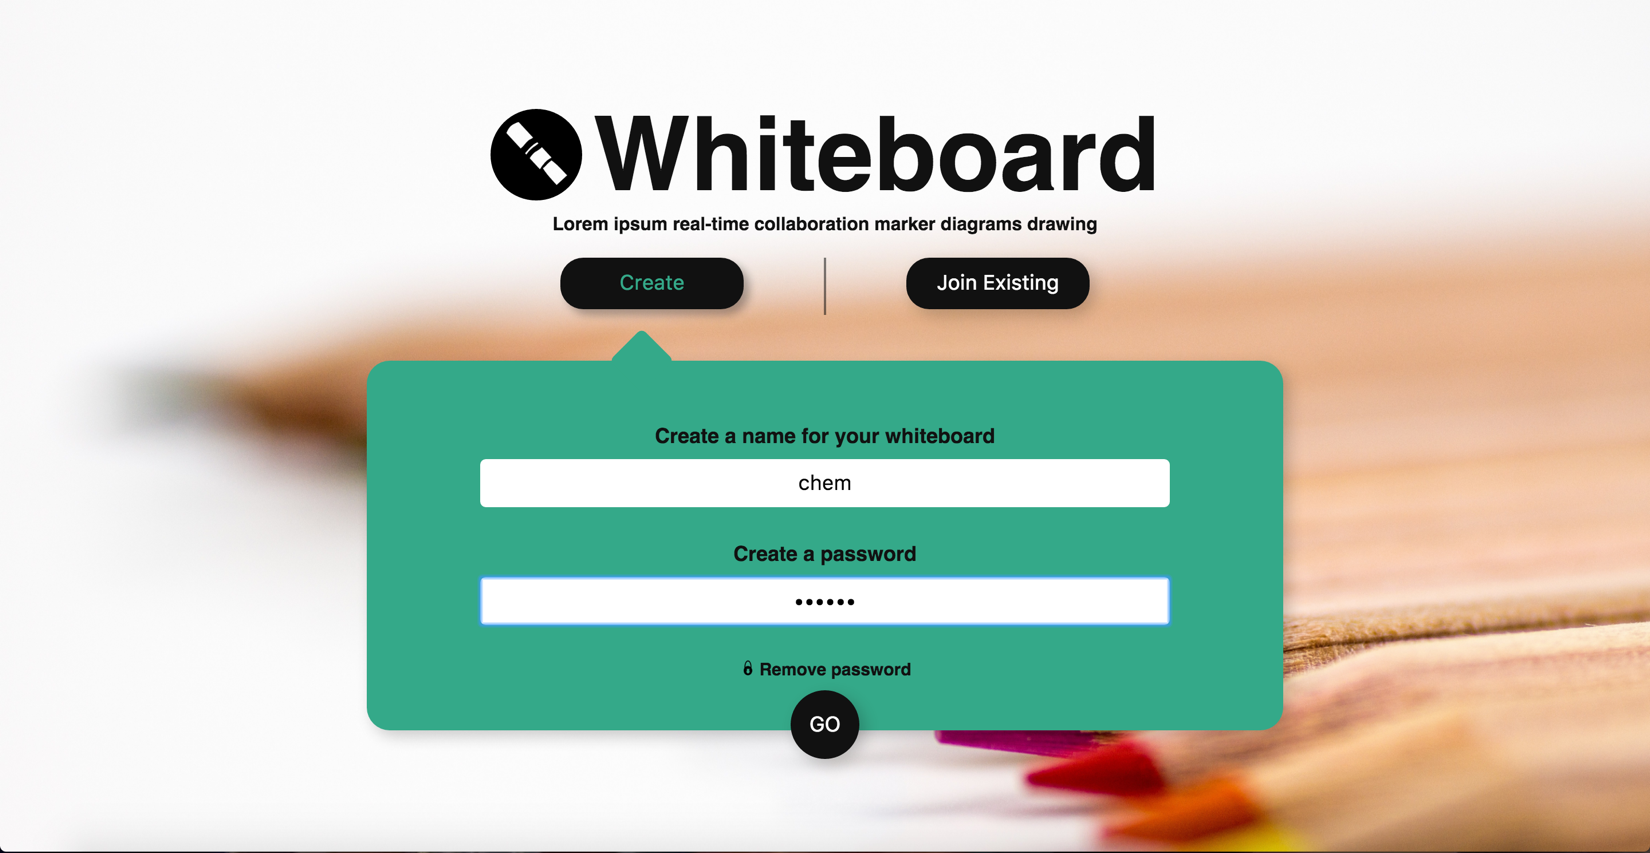 Whiteboard
Lorem ipsum real-time collaboration marker diagrams drawing
Create
Join Existing
Create a name for your whiteboard
chem
Create a password
••••••
Remove password
GO